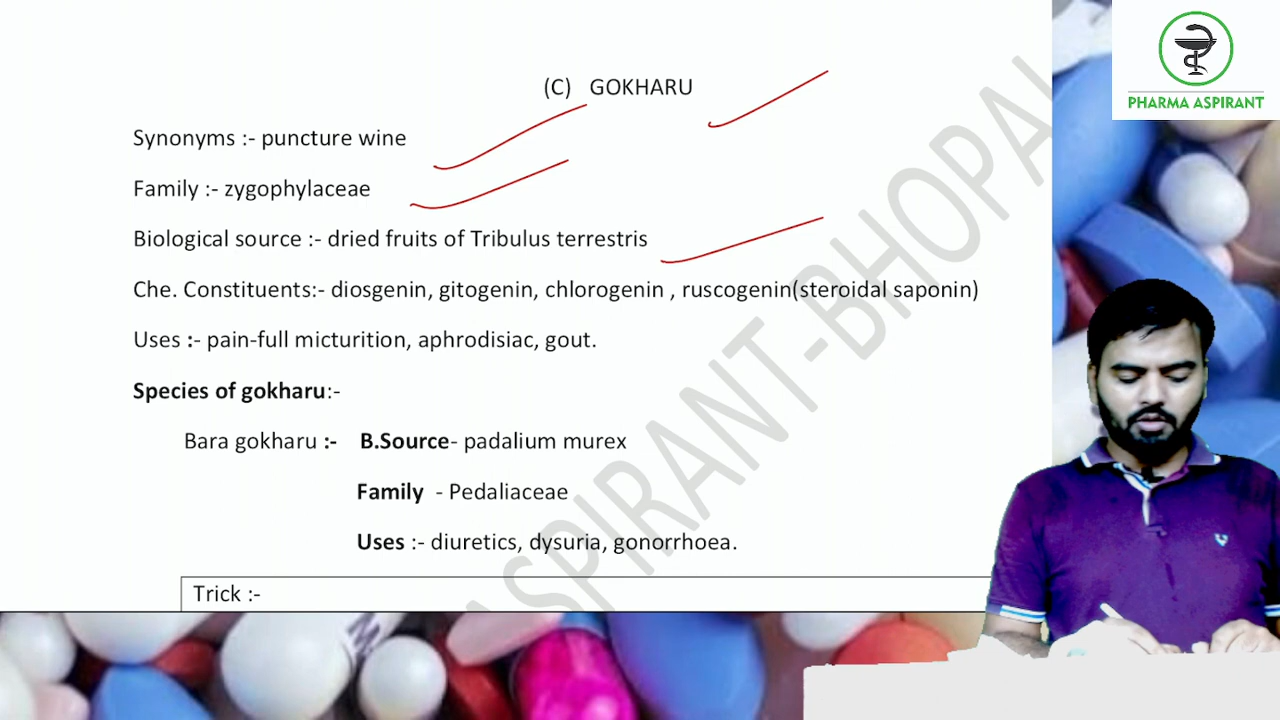 (C) GOKHARU
Synonyms :- puncture wine
Family :- zygophylaceae
Biological source :- dried fruits of Tribulus terrestris
Che. Constituents:- diosgenin, gitogenin, chlorogenin , ruscogenin(steroidal saponin)
Uses :- pain-full micturition, aphrodisiac, gout.
Species of gokharu:-
Bara gokharu :- B.Source- padalium murex
Family - Pedaliaceae
Uses :- diuretics, dysuria, gonorrhoea.
Trick :-
ASPIRANT-BHOPAL
PHARMA ASPIRANT